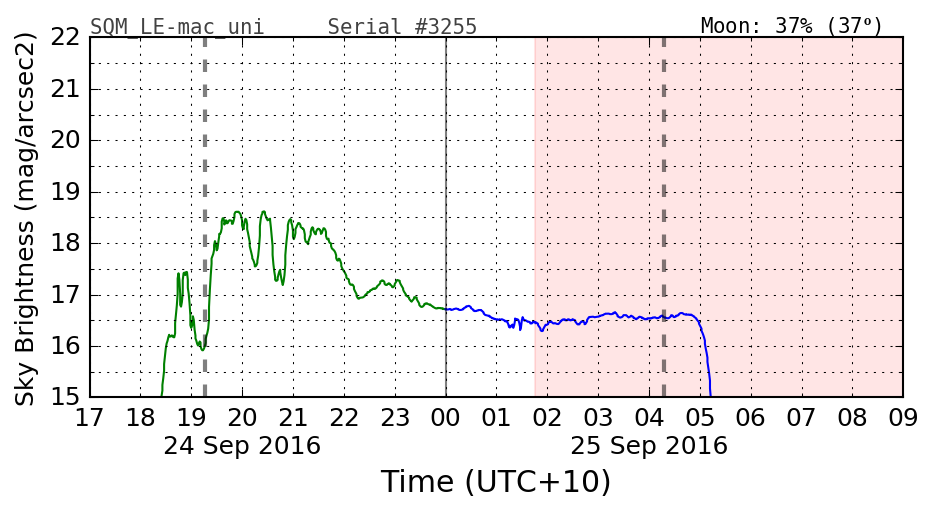 SQM_LE-mac_uni Serial #3255 Moon: 37% (37°)
22
21
20
19
18
17
16
15
Sky Brightness (mag/arcsec2)
17 18 19 20 21 22 23 00 01 02 03 04 05 06 07 08 09
24 Sep 2016 25 Sep 2016
Time (UTC+10)